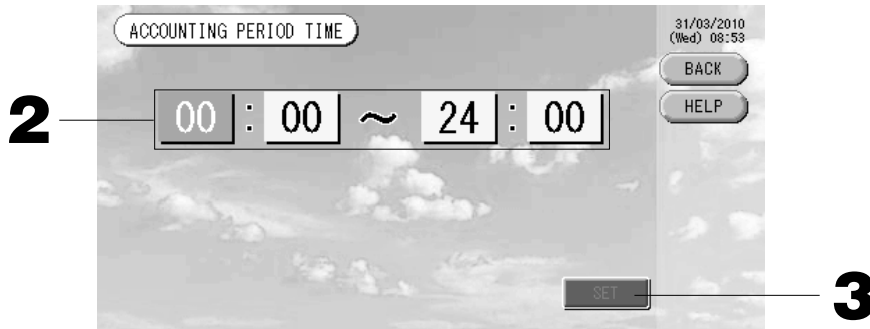 ACCOUNTING PERIOD TIME
31/03/2010
(Wed) 08:53
BACK
HELP
2
00 : 00 ~ 24 : 00
SET
3